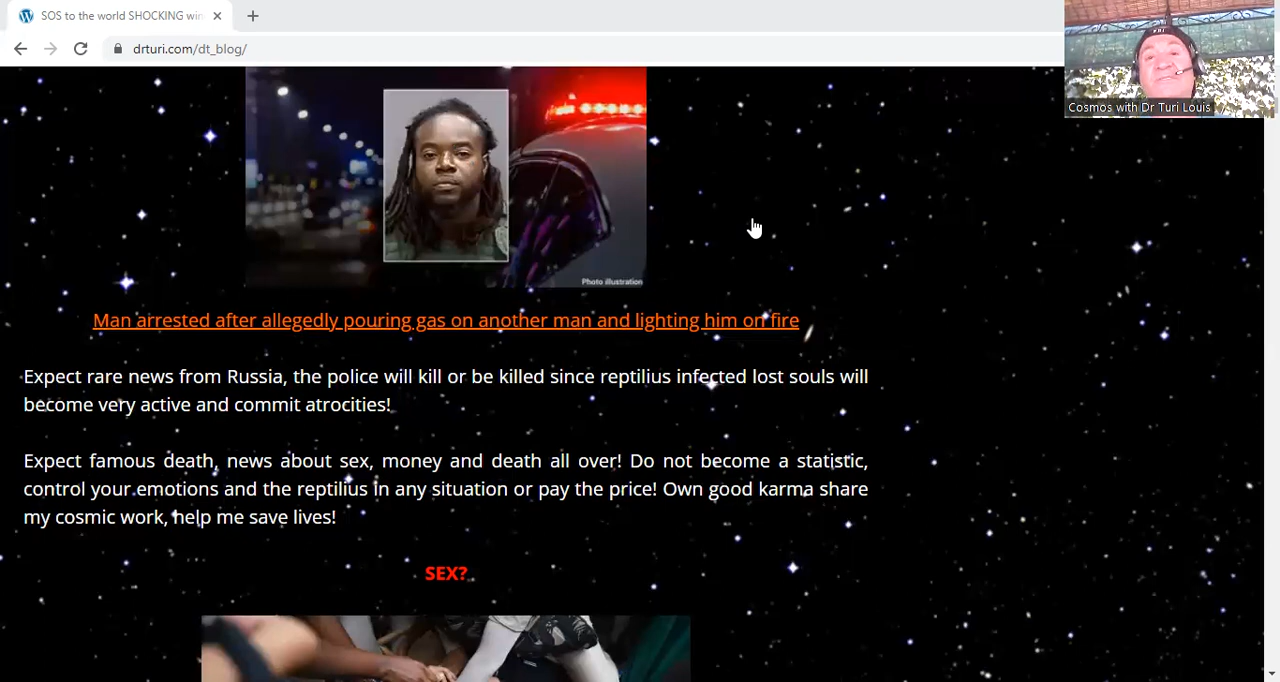 SOS to the world SHOCKING win
drturi.com/dt_blog/
Cosmos with Dr Turi Louis
Photo illustration
Man arrested after allegedly pouring gas on another man and lighting him on fire
Expect rare news from Russia, the police will kill or be killed since reptilius infected lost souls will
become very active and commit atrocities!
Expect famous death, news about sex, money and death all over! Do not become a statistic,
control your emotions and the reptilius in any situation or pay the price! Own good karma share
my cosmic work, help me save lives!
SEX?